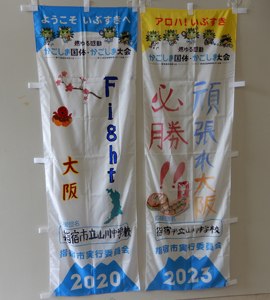 ようこそ いぶすきへ
燃ゆる感動
かごしま国体・かごしま大会
Fight
大阪
指宿市立山川中学校
指宿市実行委員会
2020
アロハ！いぶすき
燃ゆる感動
かごしま国体・かごしま大会
頑張れ大阪
必勝
!!
指宿市立山川中学校
指宿市実行委員会
2023